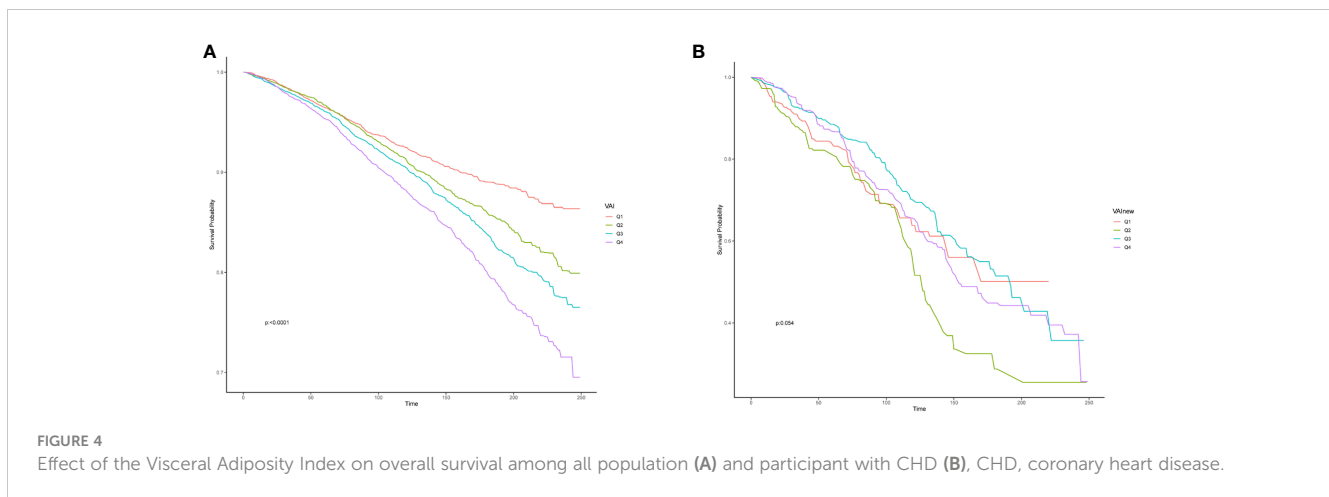 A
B
1.0
0.9
0.8
0.7
Survival Probability
0
50
100
150
200
250
Time
p:<0.0001
VAI
Q1
Q2
Q3
Q4
1.0
0.8
0.6
0.4
Survival Probability
0
50
100
150
200
250
Time
p:0.054
VAInew
Q1
Q2
Q3
Q4
FIGURE 4
Effect of the Visceral Adiposity Index on overall survival among all population (A) and participant with CHD (B), CHD, coronary heart disease.